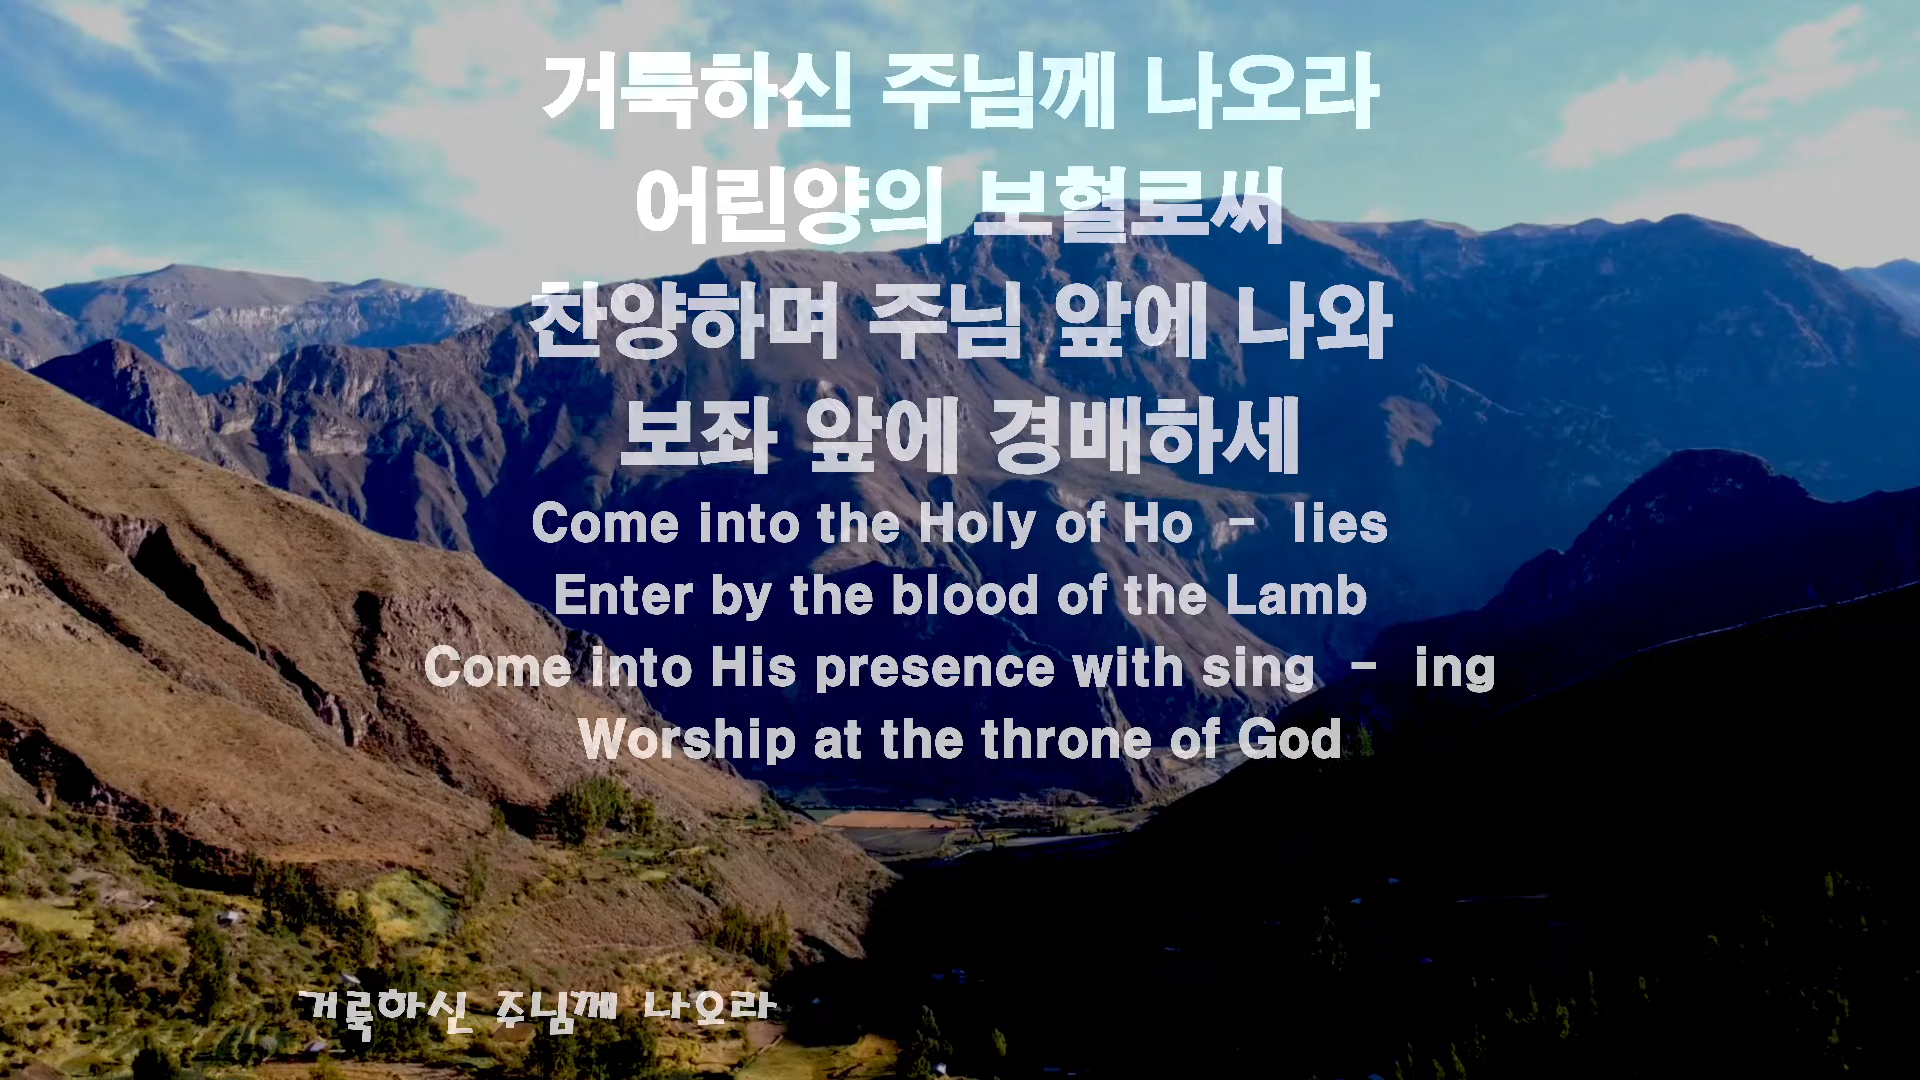 거룩하신 주님께 나오라
어린양의 보혈로써
찬양하며 주님 앞에 나와
보좌 앞에 경배하세
Come into the Holy of Ho - lies
Enter by the blood of the Lamb
Come into His presence with sing - ing
Worship at the throne of God
거룩하신 주님께 나오라